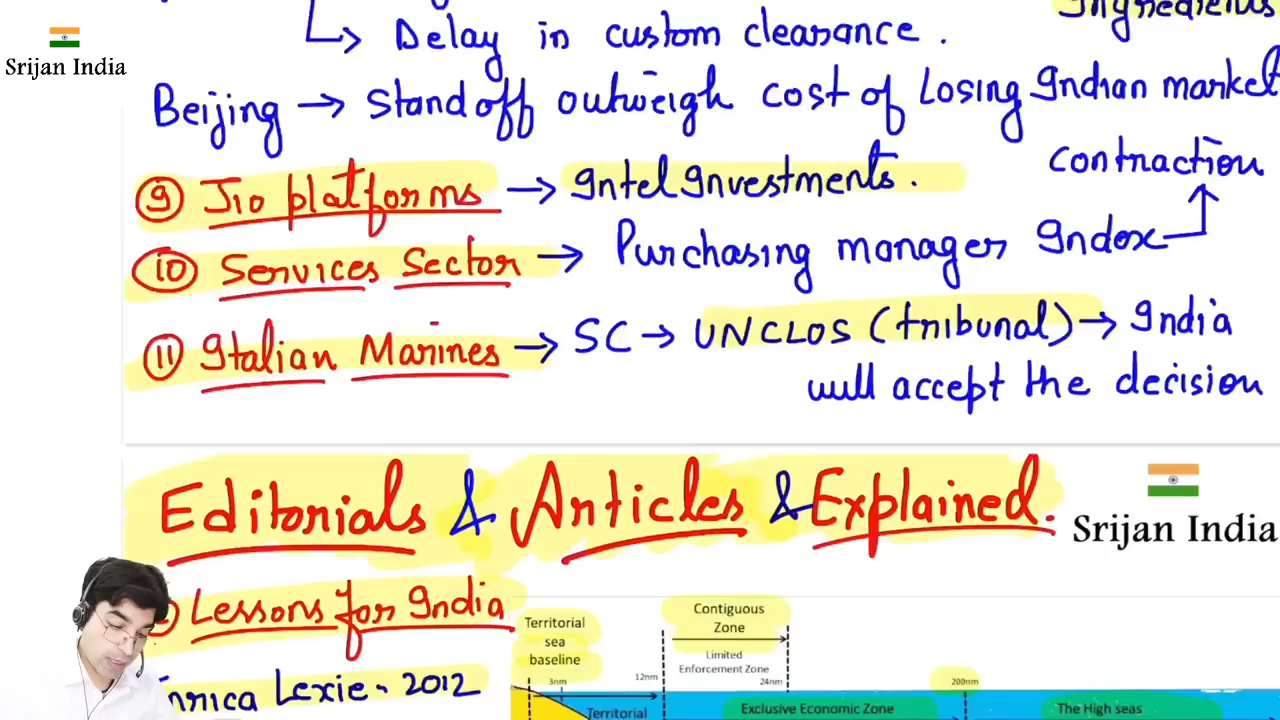 Ingredients
Delay in custom clearance.
Srijan India
Beijing → Standoff outweigh cost of Losing Indian market
contraction
⑨ Jio platforms → Intel Investments.
⑩ Services Sector → Purchasing manager Index
⑪ Italian Marines → SC → UNCLOS (tribunal) → India
will accept the decision
Editorials & Articles & Explained.
Srijan India
Lessons for India
Enrica Lexie - 2012
Territorial
sea
baseline
Contiguous
Zone
Limited
Enforcement Zone
3nm
12nm
24nm
200nm
Territorial
Exclusive Economic Zone
The High seas